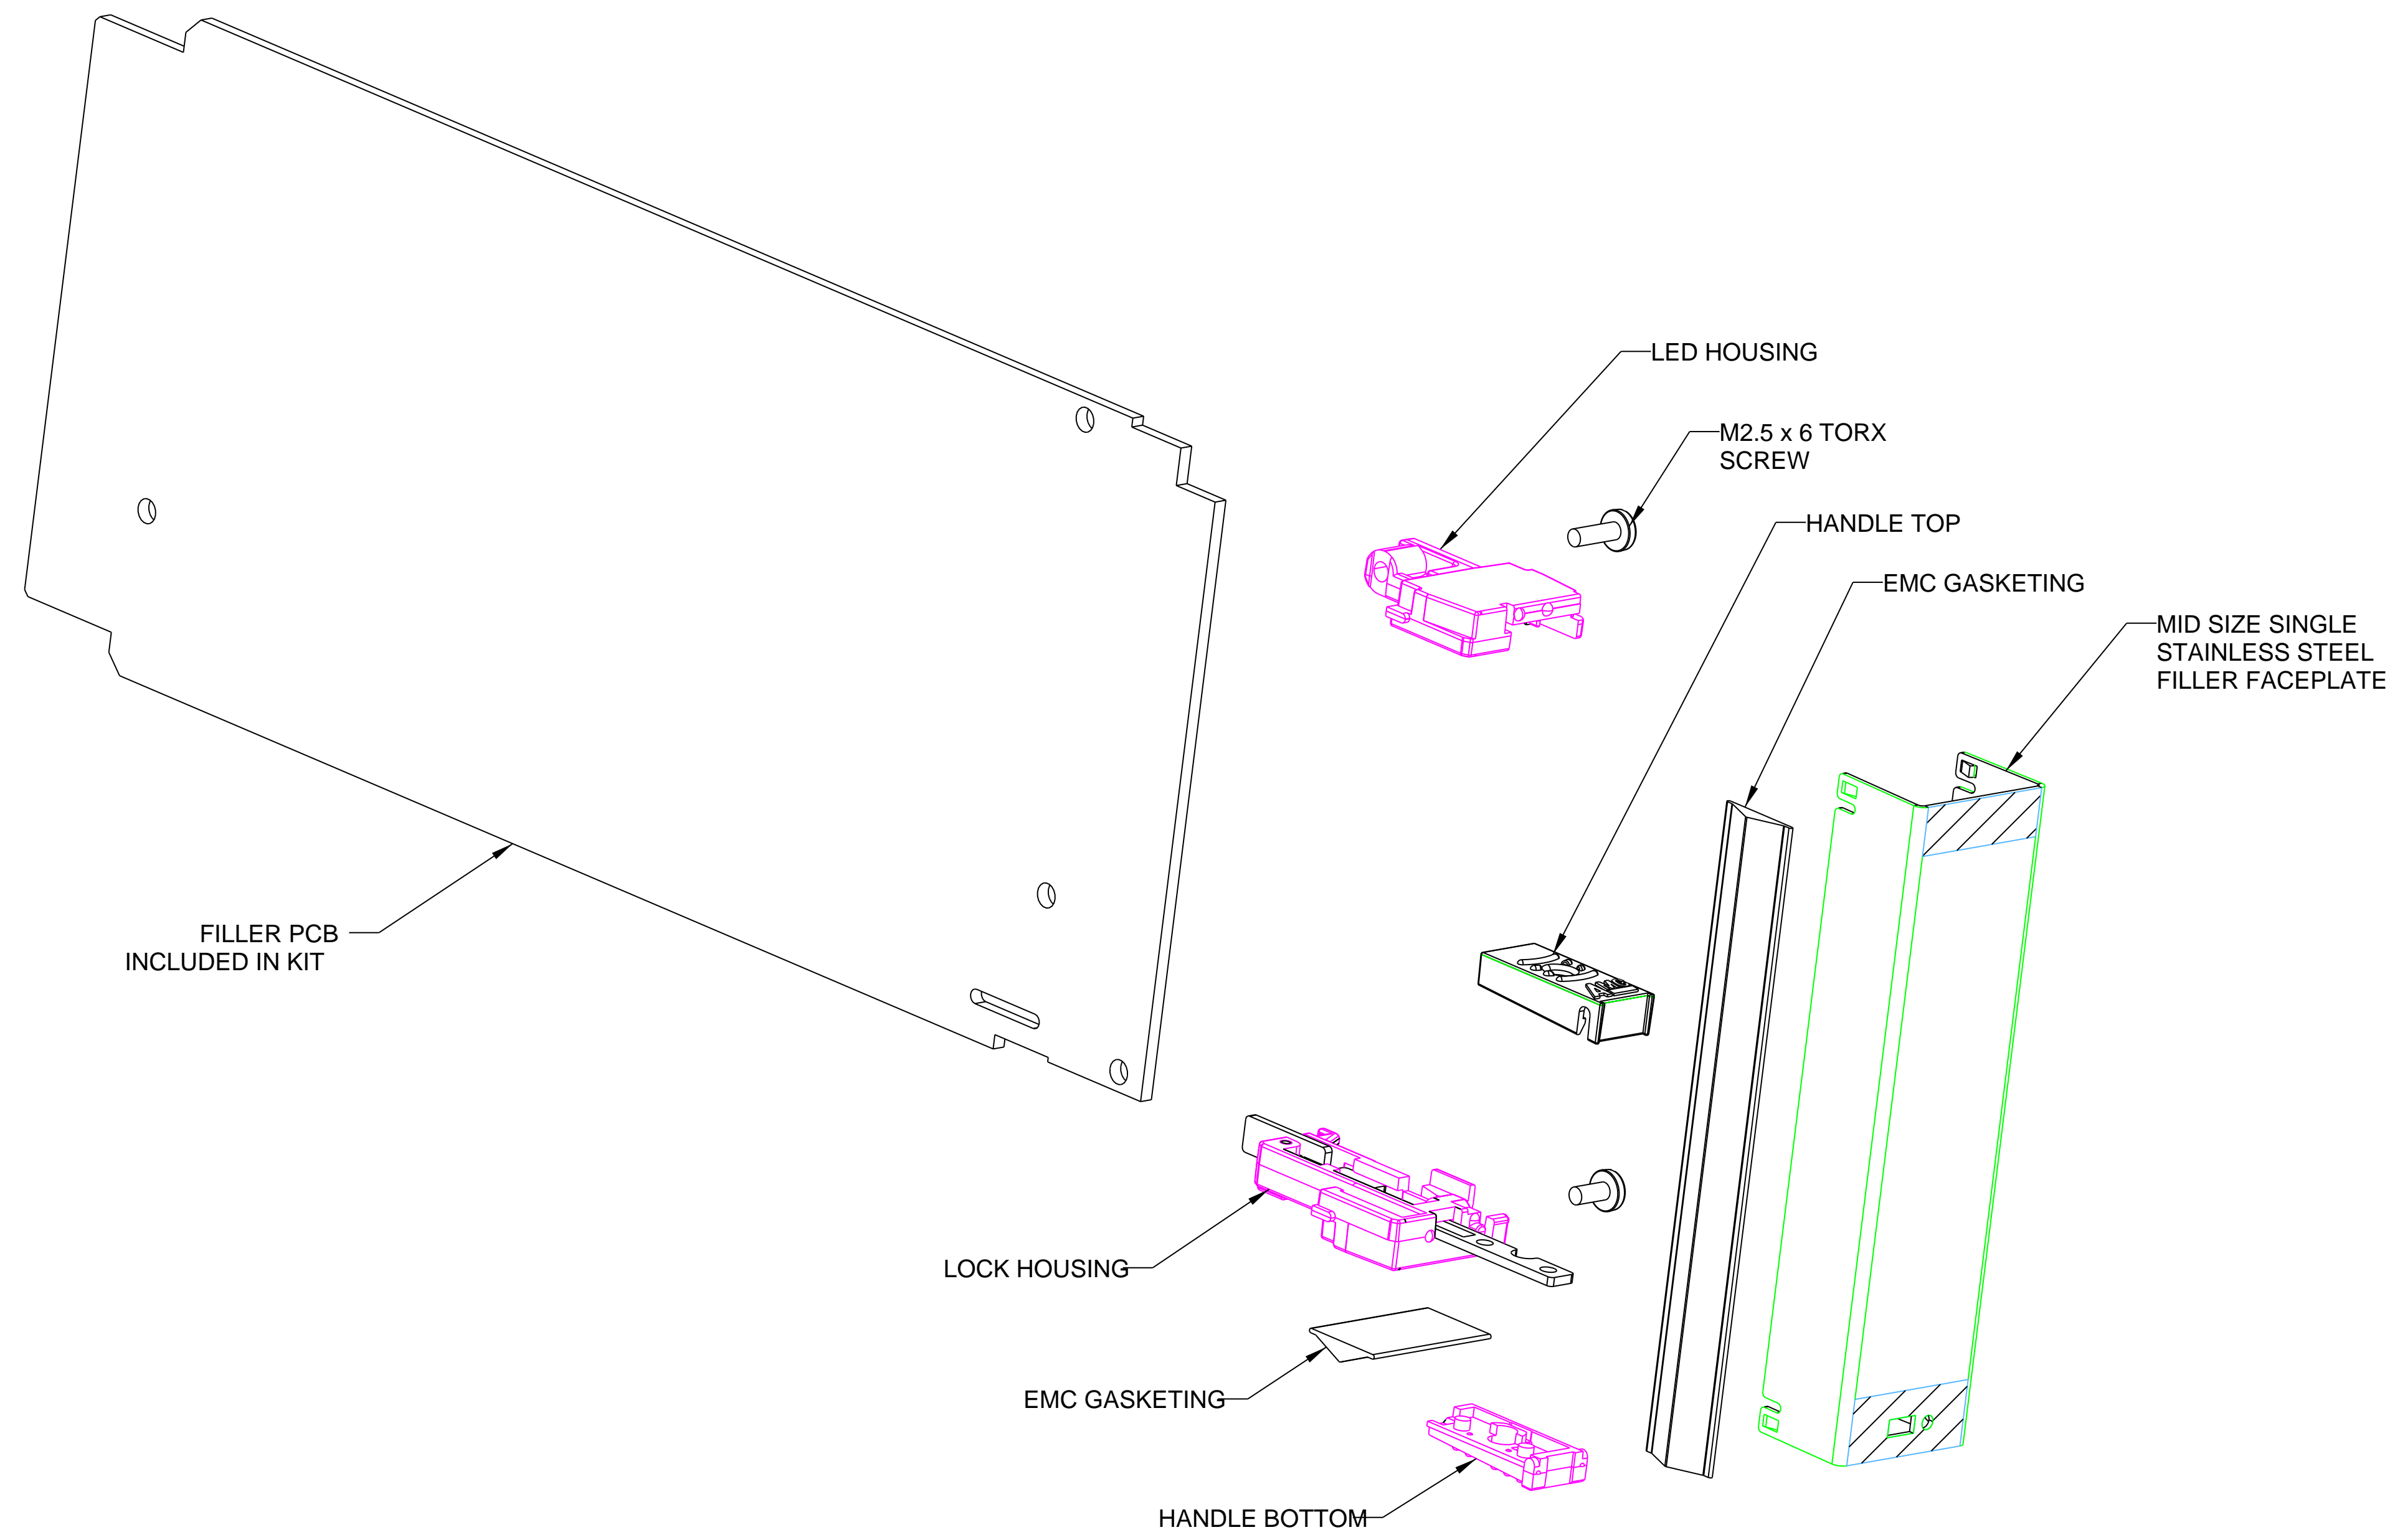 LED HOUSING
M2.5 x 6 TORX
SCREW
HANDLE TOP
EMC GASKETING
MID SIZE SINGLE
STAINLESS STEEL
FILLER FACEPLATE
FILLER PCB
INCLUDED IN KIT
AMC
LOCK HOUSING
EMC GASKETING
HANDLE BOTTOM